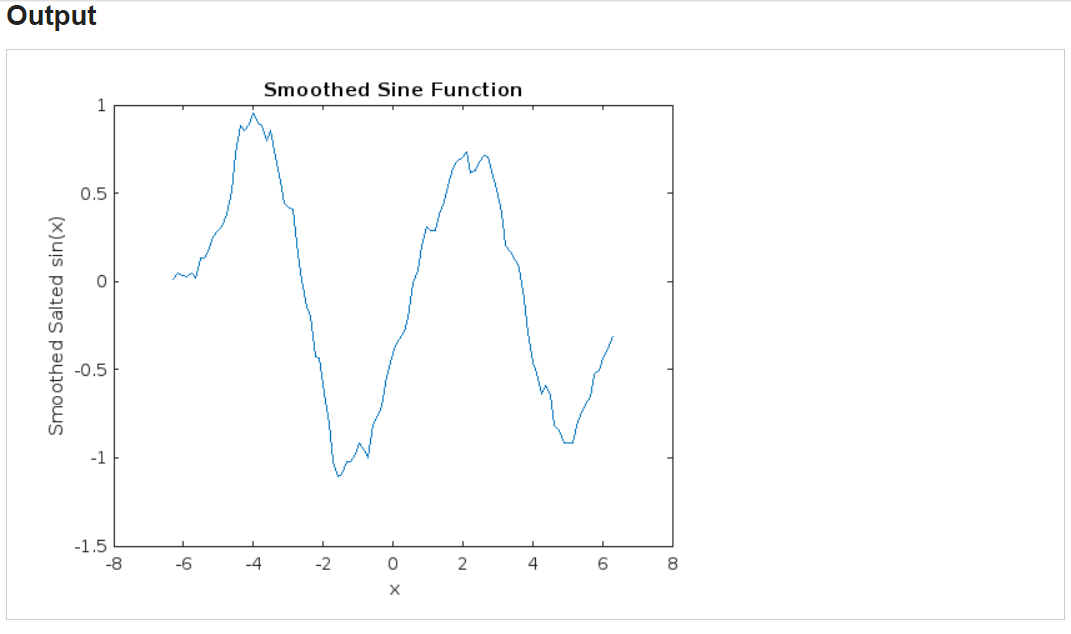 Output
Smoothed Sine Function
1
0.5
0
-0.5
-1
-1.5
Smoothed Salted sin(x)
-8 -6 -4 -2 0 2 4 6 8
x